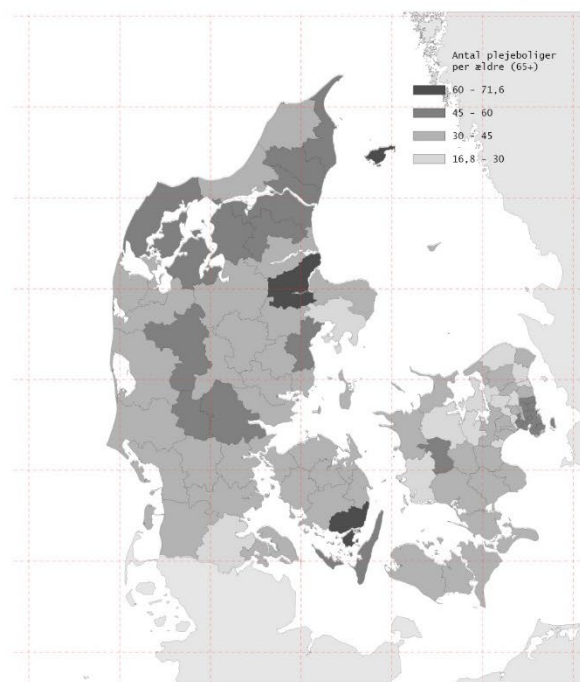 Antal plejeboliger
per ældre (65+)
60 - 71,6
45 - 60
30 - 45
16,8 - 30